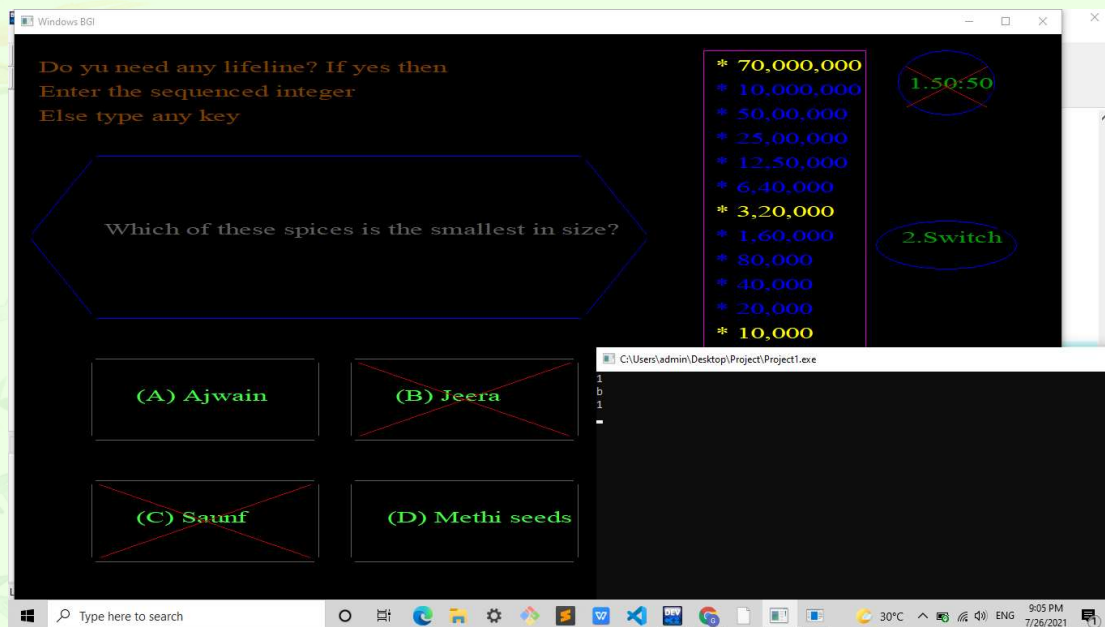 Windows BGI
Do yu need any lifeline? If yes then
Enter the sequenced integer
Else type any key
Which of these spices is the smallest in size?
(A) Ajwain
(B) Jeera
(C) Saunf
(D) Methi seeds
* 70,000,000
* 10,000,000
* 50,00,000
* 25,00,000
* 12,50,000
* 6,40,000
* 3,20,000
* 1,60,000
* 80,000
* 40,000
* 20,000
* 10,000
1.50:50
2.Switch
C:\Users\admin\Desktop\Project\Project1.exe
1
b
1
Type here to search
30°C
ENG
9:05 PM
7/26/2021